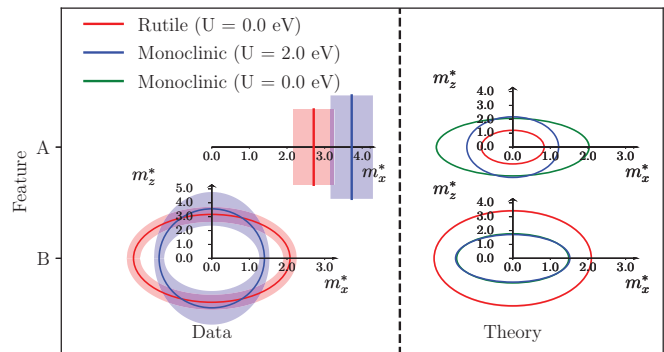 Rutile (U = 0.0 eV)
Monoclinic (U = 2.0 eV)
Monoclinic (U = 0.0 eV)
Feature
A
B
0.0 1.0 2.0 3.0 4.0
m*x
m*z
5.0
4.0
3.0
2.0
1.0
0.0
0.0 1.0 2.0 3.0
m*x
Data
m*z
4.0
3.0
2.0
1.0
0.0
0.0 1.0 2.0 3.0
m*x
m*z
4.0
3.0
2.0
1.0
0.0
0.0 1.0 2.0 3.0
m*x
Theory